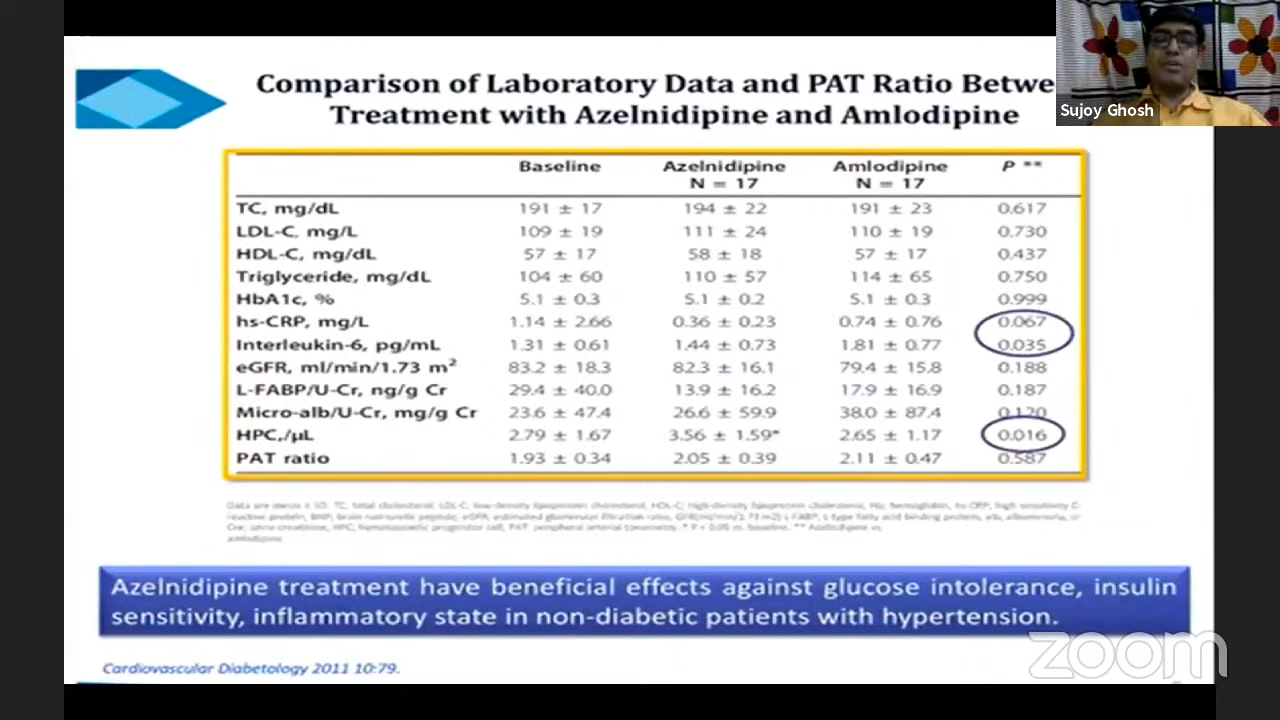 Comparison of Laboratory Data and PAT Ratio Betwe
Treatment with Azelnidipine and Amlodipine
Sujoy Ghosh
Baseline Azelnidipine N = 17 Amlodipine N = 17 P **
TC, mg/dL 191 ± 17 194 ± 22 191 ± 23 0.617
LDL-C, mg/L 109 ± 19 111 ± 24 110 ± 19 0.730
HDL-C, mg/dL 57 ± 17 58 ± 18 57 ± 17 0.437
Triglyceride, mg/dL 104 ± 60 110 ± 57 114 ± 65 0.750
HbA1c, % 5.1 ± 0.3 5.1 ± 0.2 5.1 ± 0.3 0.999
hs-CRP, mg/L 1.14 ± 2.66 0.36 ± 0.23 0.74 ± 0.76 0.067
Interleukin-6, pg/mL 1.31 ± 0.61 1.44 ± 0.73 1.81 ± 0.77 0.035
eGFR, ml/min/1.73 m² 83.2 ± 18.3 82.3 ± 16.1 79.4 ± 15.8 0.188
L-FABP/U-Cr, ng/g Cr 29.4 ± 40.0 13.9 ± 16.2 17.9 ± 16.9 0.187
Micro-alb/U-Cr, mg/g Cr 23.6 ± 47.4 26.6 ± 59.9 38.0 ± 87.4 0.120
HPC,/μL 2.79 ± 1.67 3.56 ± 1.59* 2.65 ± 1.17 0.016
PAT ratio 1.93 ± 0.34 2.05 ± 0.39 2.11 ± 0.47 0.587
Azelnidipine treatment have beneficial effects against glucose intolerance, insulin
sensitivity, inflammatory state in non-diabetic patients with hypertension.
zoom
Cardiovascular Diabetology 2011 10:79.